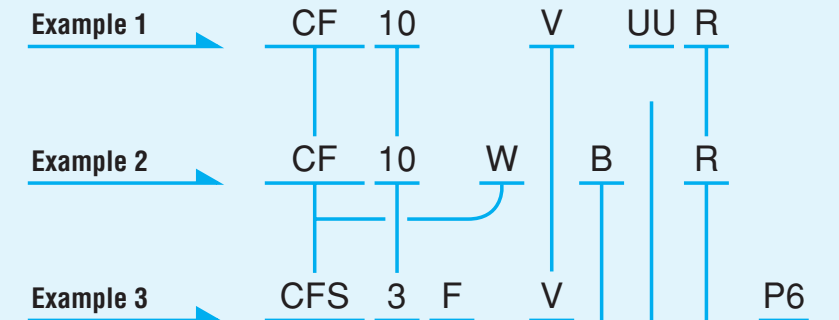 Example 1 CF 10 V UU R
Example 2 CF 10 W B R
Example 3 CFS 3 F V P6